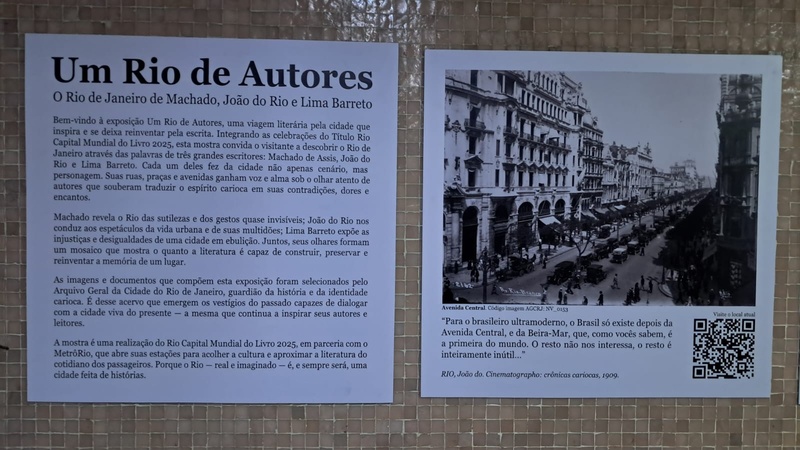 Um Rio de Autores
O Rio de Janeiro de Machado, João do Rio e Lima Barreto
Bem-vindo à exposição Um Rio de Autores, uma viagem literária pela cidade que
inspira e se deixa reinventar pela escrita. Integrando as celebrações do Título Rio
Capital Mundial do Livro 2025, esta mostra convida o visitante a descobrir o Rio de
Janeiro através das palavras de três grandes escritores: Machado de Assis, João do
Rio e Lima Barreto. Cada um deles fez da cidade não apenas cenário, mas
personagem. Suas ruas, praças e avenidas ganham voz e alma sob o olhar atento de
autores que souberam traduzir o espírito carioca em suas contradições, dores e
encantos.
Machado revela o Rio das sutilezas e dos gestos quase invisíveis; João do Rio nos
conduz aos espetáculos da vida urbana e de suas multidões; Lima Barreto expõe as
injustiças e desigualdades de uma cidade em ebulição. Juntos, seus olhares formam
um mosaico que mostra o quanto a literatura é capaz de construir, preservar e
reinventar a memória de um lugar.
As imagens e documentos que compõem esta exposição foram selecionados pelo
Arquivo Geral da Cidade do Rio de Janeiro, guardião da história e da identidade
carioca. É desse acervo que emergem os vestígios do passado capazes de dialogar
com a cidade viva do presente — a mesma que continua a inspirar seus autores e
leitores.
A mostra é uma realização do Rio Capital Mundial do Livro 2025, em parceria com o
MetrôRio, que abre suas estações para acolher a cultura e aproximar a literatura do
cotidiano dos passageiros. Porque o Rio — real e imaginado — é, e sempre será, uma
cidade feita de histórias.
Avenida Central. Código imagem AGCRJ: NV_0153
Visite o local atual
"Para o brasileiro ultramoderno, o Brasil só existe depois da
Avenida Central, e da Beira-Mar, que, como vocês sabem, é
a primeira do mundo. O resto não nos interessa, o resto é
inteiramente inútil..."
RIO, João do. Cinematographo: crônicas cariocas, 1909.